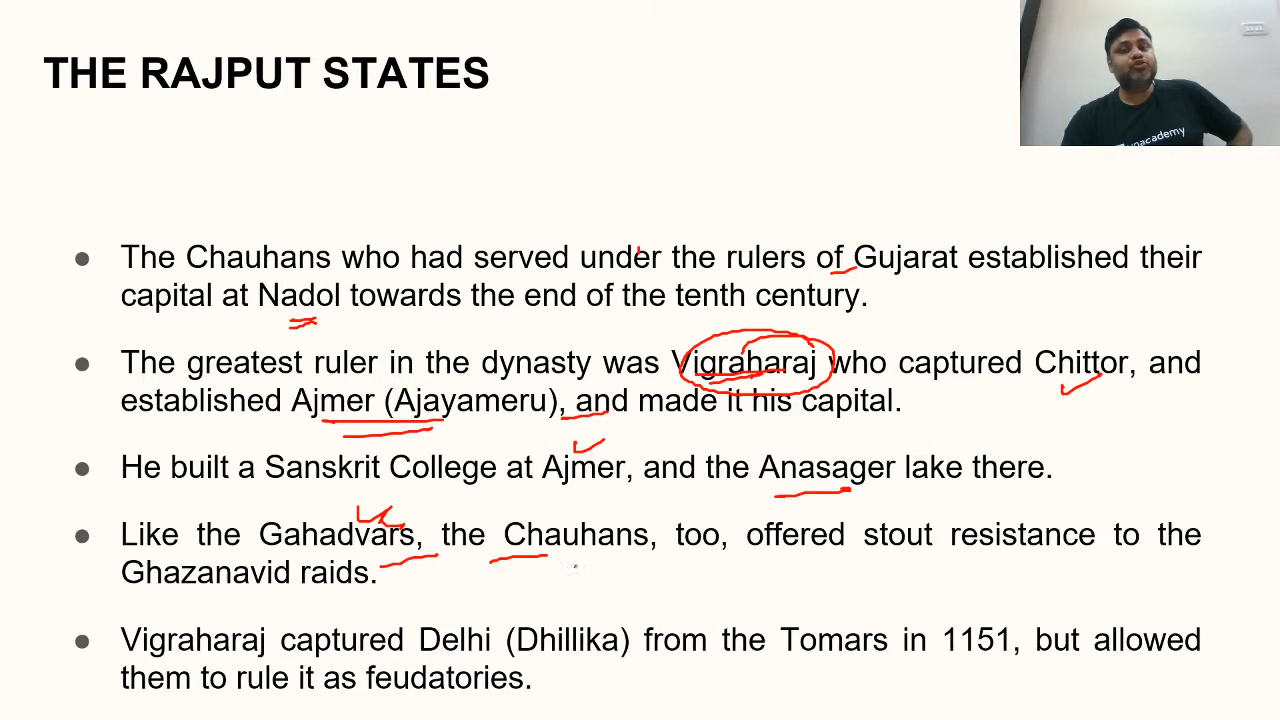 THE RAJPUT STATES
unacademy
● The Chauhans who had served under the rulers of Gujarat established their
capital at Nadol towards the end of the tenth century.
● The greatest ruler in the dynasty was Vigraharaj who captured Chittor, and
established Ajmer (Ajayameru), and made it his capital.
● He built a Sanskrit College at Ajmer, and the Anasager lake there.
● Like the Gahadvars, the Chauhans, too, offered stout resistance to the
Ghazanavid raids.
● Vigraharaj captured Delhi (Dhillika) from the Tomars in 1151, but allowed
them to rule it as feudatories.